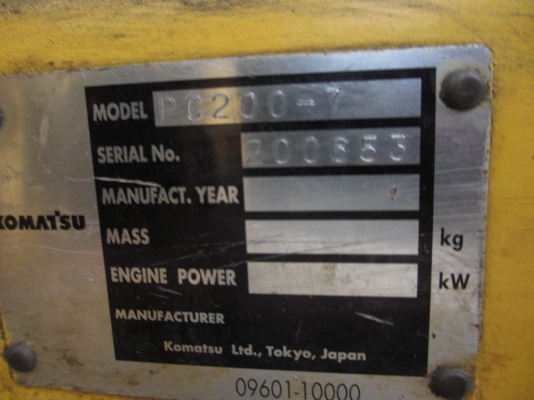 MODEL PC200-7
SERIAL No. 200653
MANUFACT. YEAR
KOMATSU
MASS kg
ENGINE POWER kW
MANUFACTURER
Komatsu Ltd., Tokyo, Japan
09601-10000